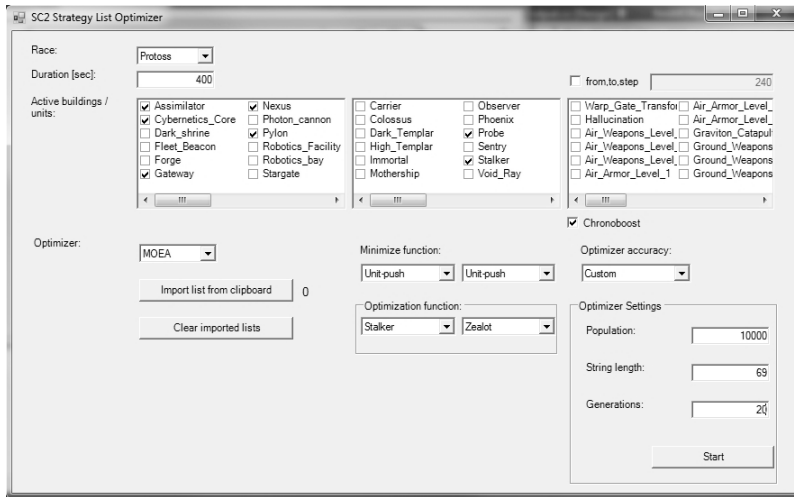 SC2 Strategy List Optimizer
Race:
Protoss
Duration [sec]:
400
from,to,step
240
Active buildings / units:
Assimilator
Nexus
Cybernetics_Core
Photon_cannon
Dark_shrine
Pylon
Fleet_Beacon
Robotics_Facility
Forge
Robotics_bay
Gateway
Stargate
Carrier
Observer
Colossus
Phoenix
Dark_Templar
Probe
High_Templar
Sentry
Immortal
Stalker
Mothership
Void_Ray
Warp_Gate_Transfor
Air_Armor_Level_
Hallucination
Air_Armor_Level_
Air_Weapons_Level_
Graviton_Catapul
Air_Weapons_Level_
Ground_Weapons
Air_Weapons_Level_
Ground_Weapons
Air_Armor_Level_1
Ground_Weapons
Chronoboost
Optimizer:
MOEA
Minimize function:
Unit-push
Unit-push
Optimizer accuracy:
Custom
Import list from clipboard
0
Clear imported lists
Optimization function:
Stalker
Zealot
Optimizer Settings
Population:
10000
String length:
69
Generations:
20
Start